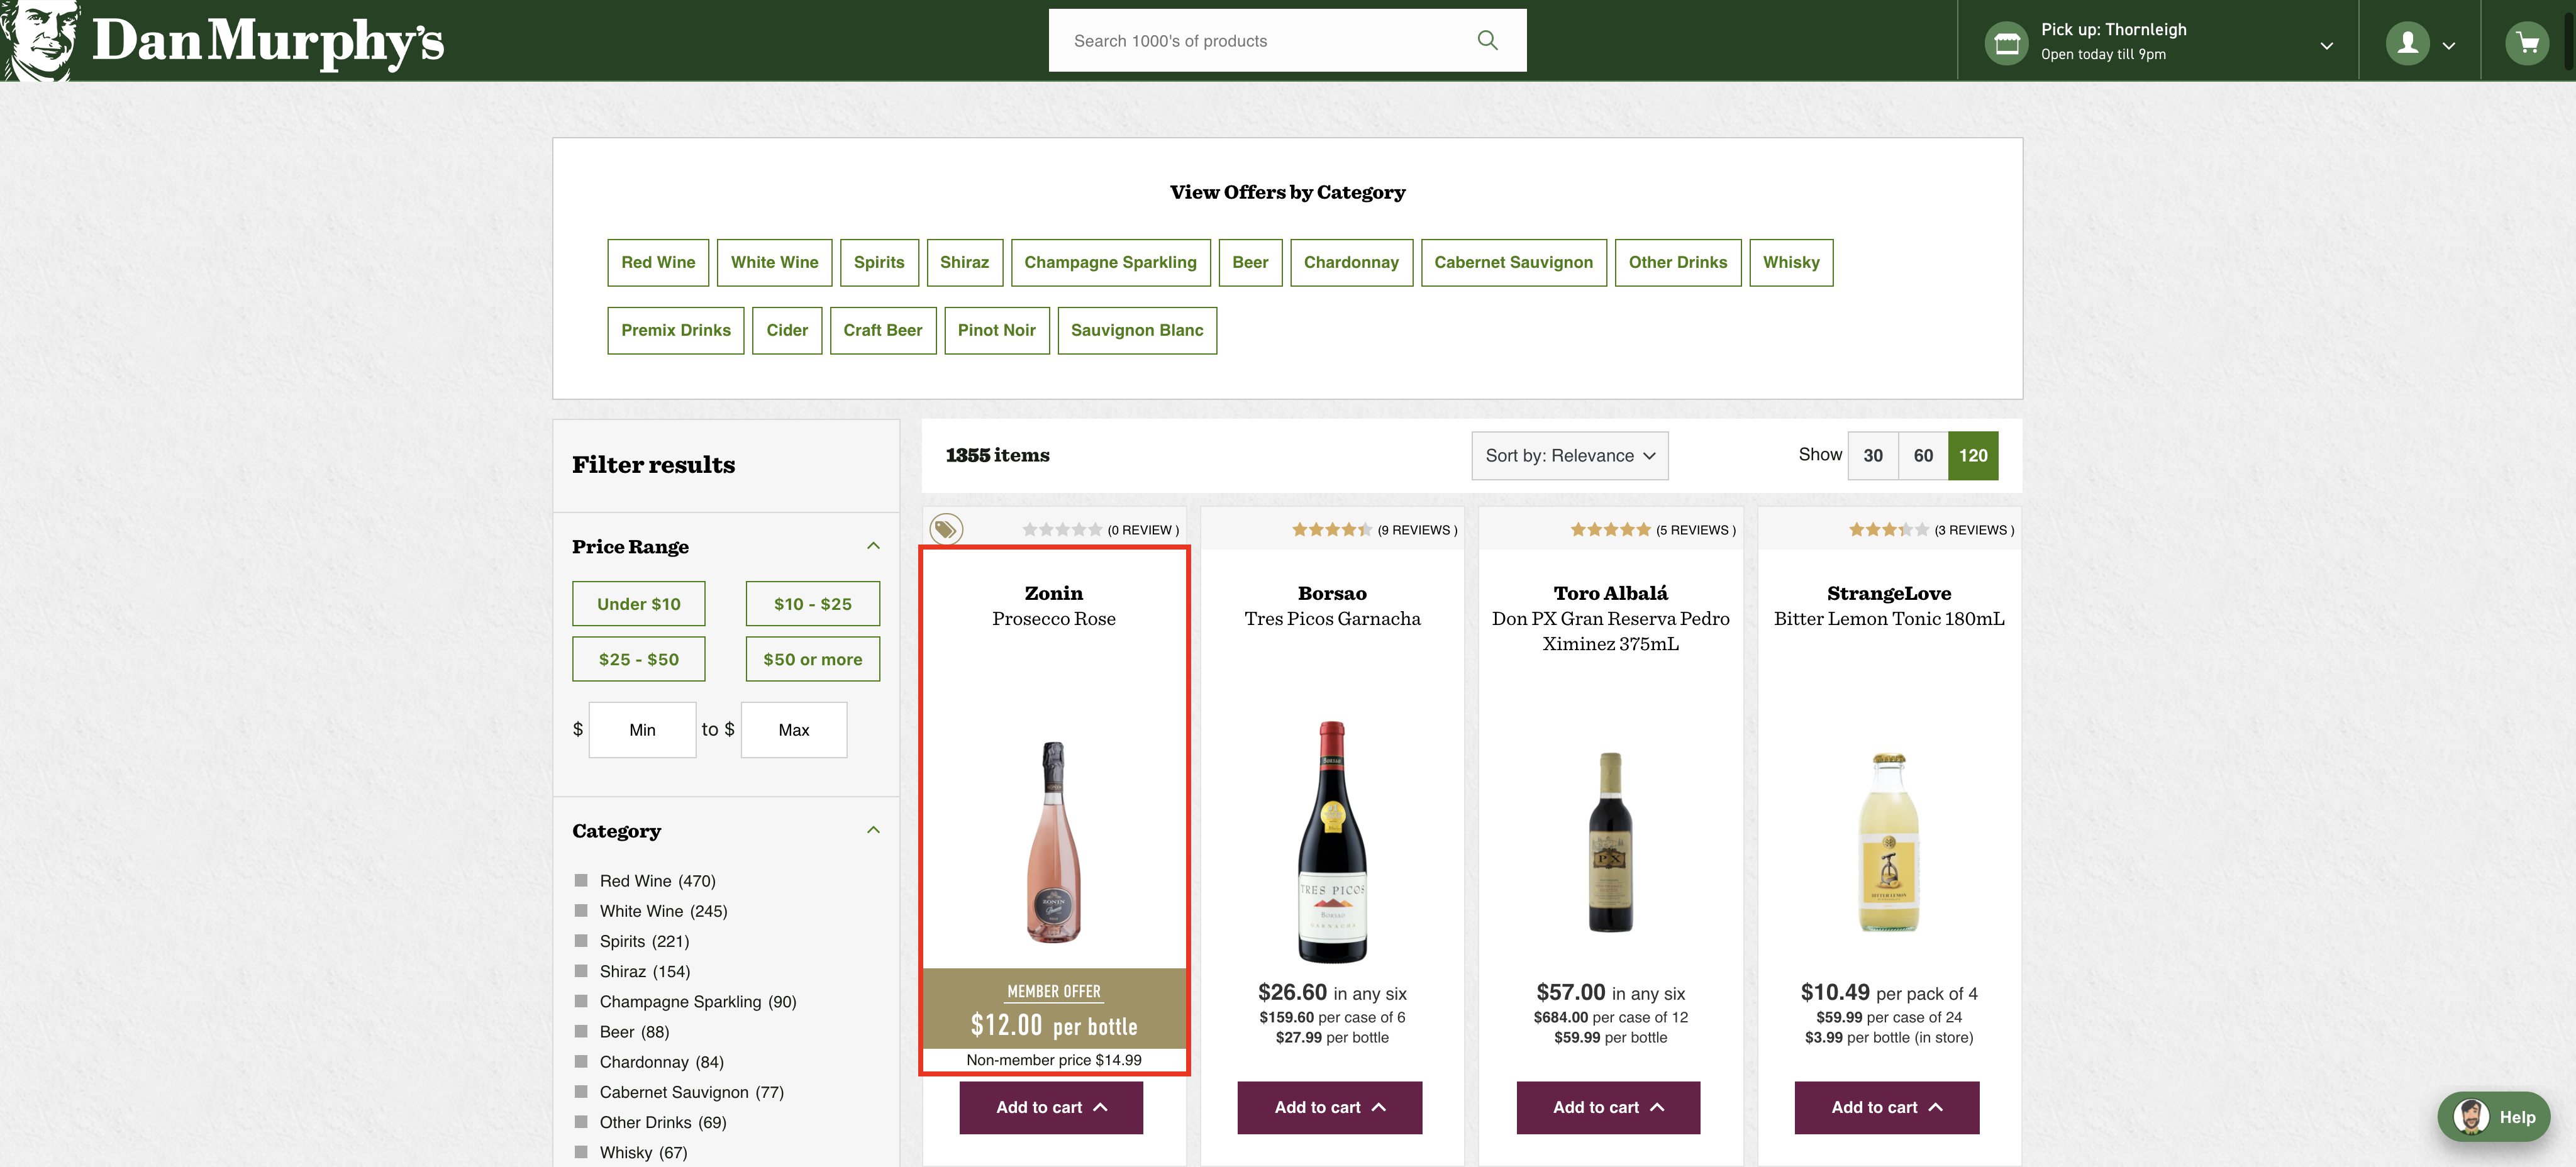 Dan Murphy's
Search 1000's of products
Pick up: Thornleigh
Open today till 9pm
View Offers by Category
Red Wine
White Wine
Spirits
Shiraz
Champagne Sparkling
Beer
Chardonnay
Cabernet Sauvignon
Other Drinks
Whisky
Premix Drinks
Cider
Craft Beer
Pinot Noir
Sauvignon Blanc
Filter results
Price Range
Under $10
$10 - $25
$25 - $50
$50 or more
$ Min to $ Max
Category
Red Wine (470)
White Wine (245)
Spirits (221)
Shiraz (154)
Champagne Sparkling (90)
Beer (88)
Chardonnay (84)
Cabernet Sauvignon (77)
Other Drinks (69)
Whisky (67)
1355 items
Sort by: Relevance
Show 30 60 120
(0 REVIEW )
Zonin
Prosecco Rose
ZONIN
MEMBER OFFER
$12.00 per bottle
Non-member price $14.99
Add to cart
(9 REVIEWS )
Borsao
Tres Picos Garnacha
BORSAO
TRES PICOS
BORSAO
GARNACHA
$26.60 in any six
$159.60 per case of 6
$27.99 per bottle
Add to cart
(5 REVIEWS )
Toro Albalá
Don PX Gran Reserva Pedro
Ximinez 375mL
PX
$57.00 in any six
$684.00 per case of 12
$59.99 per bottle
Add to cart
(3 REVIEWS )
StrangeLove
Bitter Lemon Tonic 180mL
BITTER LEMON
$10.49 per pack of 4
$59.99 per case of 24
$3.99 per bottle (in store)
Add to cart
Help